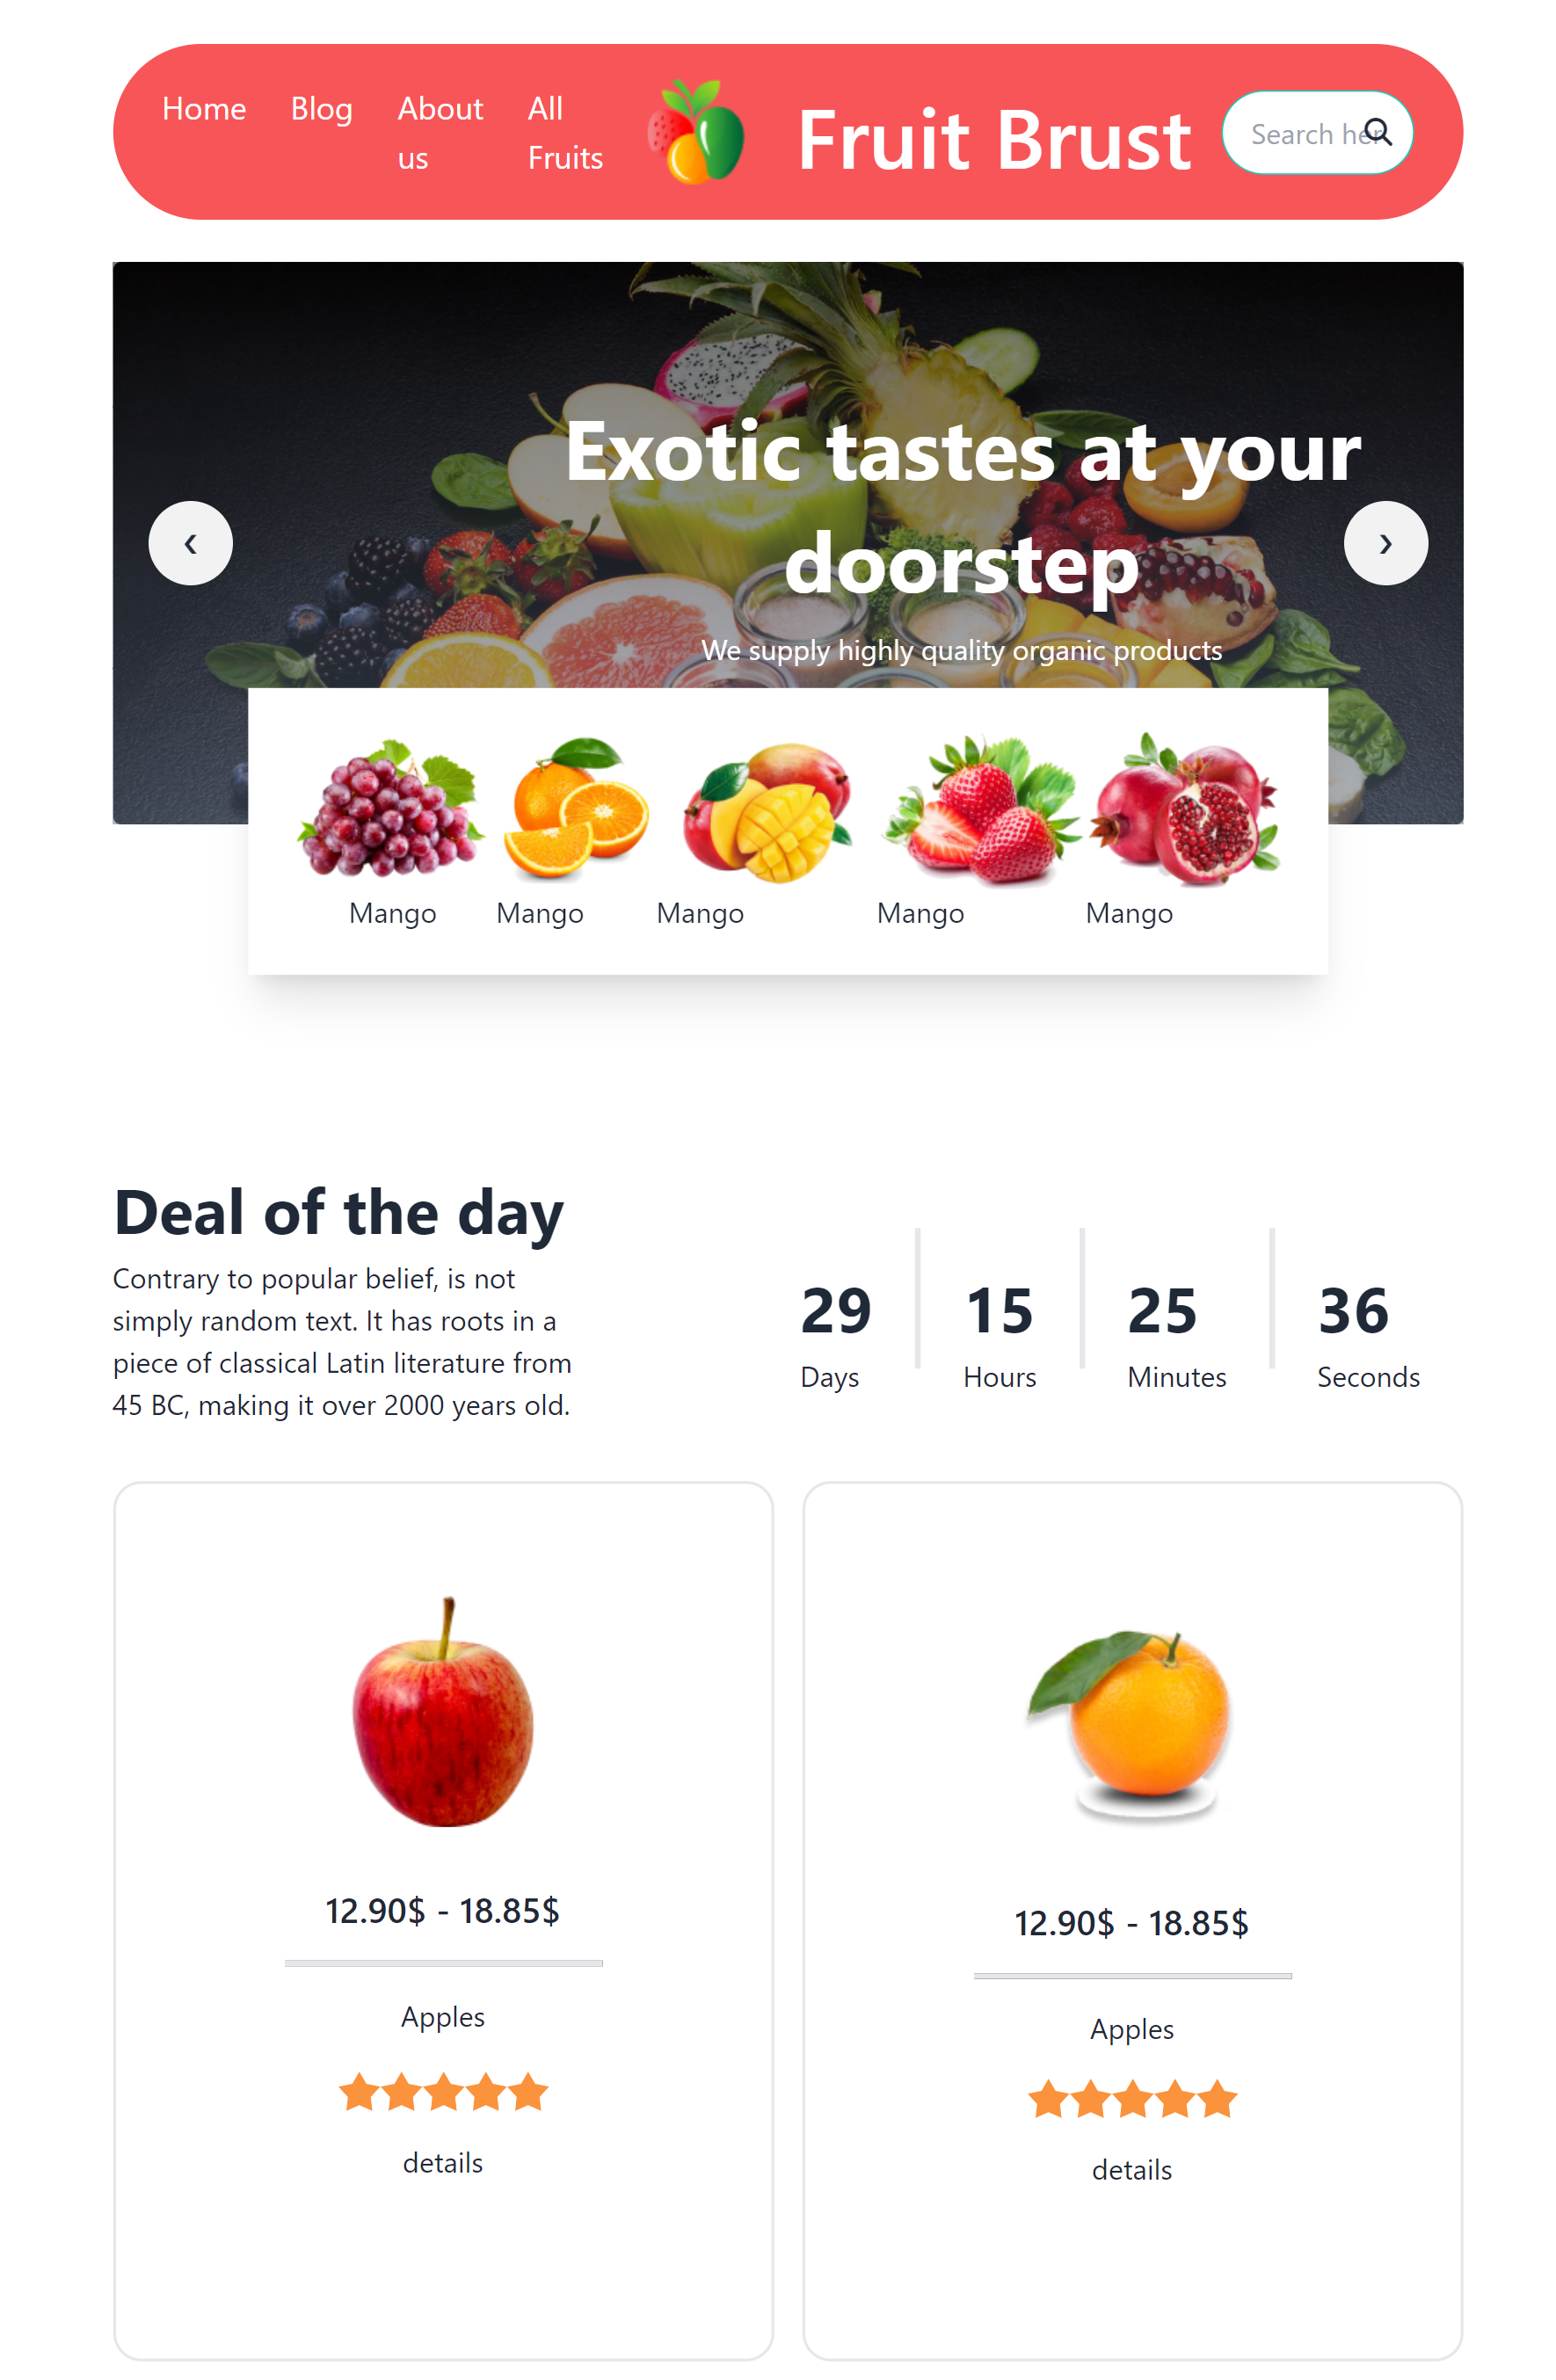 Home Blog About us All Fruits
Fruit Brust
Search her
Exotic tastes at your
doorstep
We supply highly quality organic products
❮
❯
Mango Mango Mango Mango Mango
Deal of the day
Contrary to popular belief, is not
simply random text. It has roots in a
piece of classical Latin literature from
45 BC, making it over 2000 years old.
29 15 25 36
Days Hours Minutes Seconds
12.90$ - 18.85$
Apples
details
12.90$ - 18.85$
Apples
details